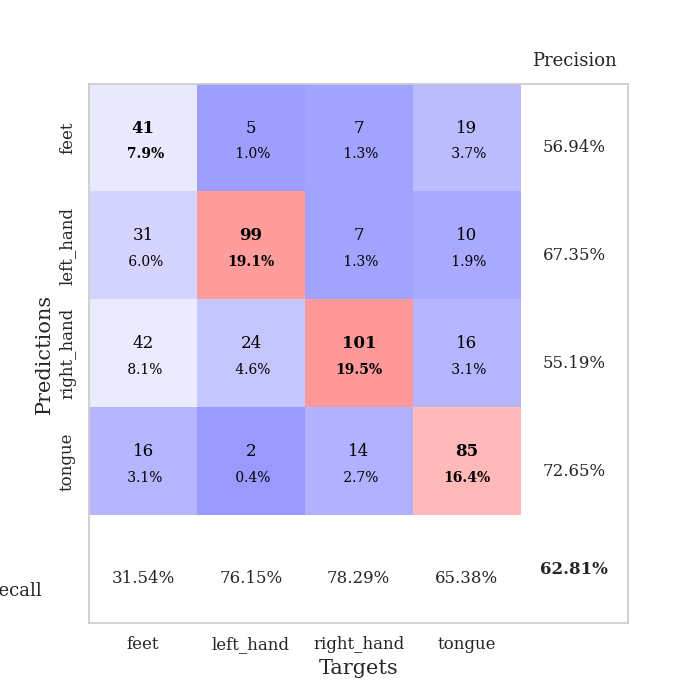 Precision
feet
41 5 7 19
7.9% 1.0% 1.3% 3.7%
56.94%
left_hand
31 99 7 10
6.0% 19.1% 1.3% 1.9%
67.35%
Predictions
right_hand
42 24 101 16
8.1% 4.6% 19.5% 3.1%
55.19%
tongue
16 2 14 85
3.1% 0.4% 2.7% 16.4%
72.65%
ecall
31.54% 76.15% 78.29% 65.38% 62.81%
feet left_hand right_hand tongue
Targets